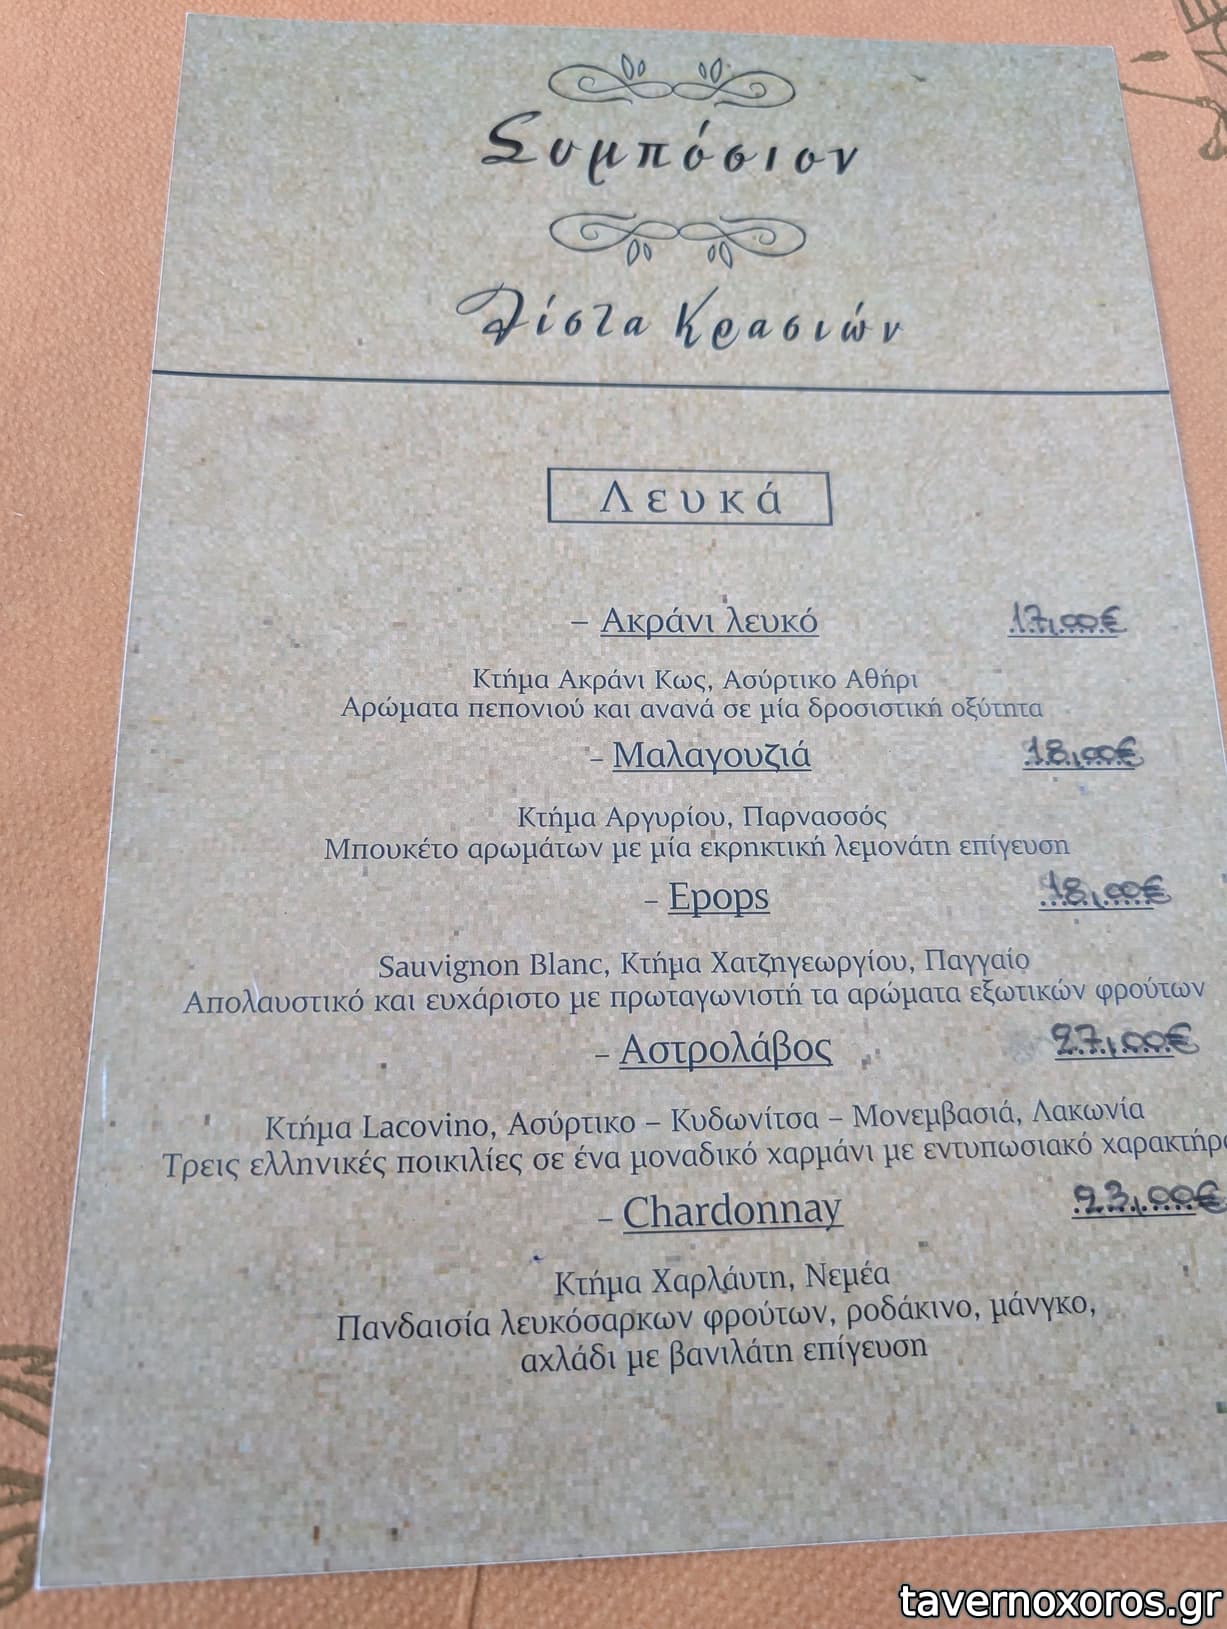 Συμπόσιον
Λίστα Κρασιών
Λευκά
– Ακράνι λευκό 17,00€
Κτήμα Ακράνι Κως, Ασύρτικο Αθήρι
Αρώματα πεπονιού και ανανά σε μία δροσιστική οξύτητα
– Μαλαγουζιά 18,00€
Κτήμα Αργυρίου, Παρνασσός
Μπουκέτο αρωμάτων με μία εκρηκτική λεμονάτη επίγευση
– Epops 18,00€
Sauvignon Blanc, Κτήμα Χατζηγεωργίου, Παγγαίο
Απολαυστικό και ευχάριστο με πρωταγωνιστή τα αρώματα εξωτικών φρούτων
– Αστρολάβος 27,00€
Κτήμα Lacovino, Ασύρτικο – Κυδωνίτσα – Μονεμβασιά, Λακωνία
Τρεις ελληνικές ποικιλίες σε ένα μοναδικό χαρμάνι με εντυπωσιακό
– Chardonnay 23,00€
Κτήμα Χαρλάυτη, Νεμέα
Πανδαισία λευκόσαρκων φρούτων, ροδάκινο, μάνγκο,
αχλάδι με βανιλάτη επίγευση
tavernoxoros.gr